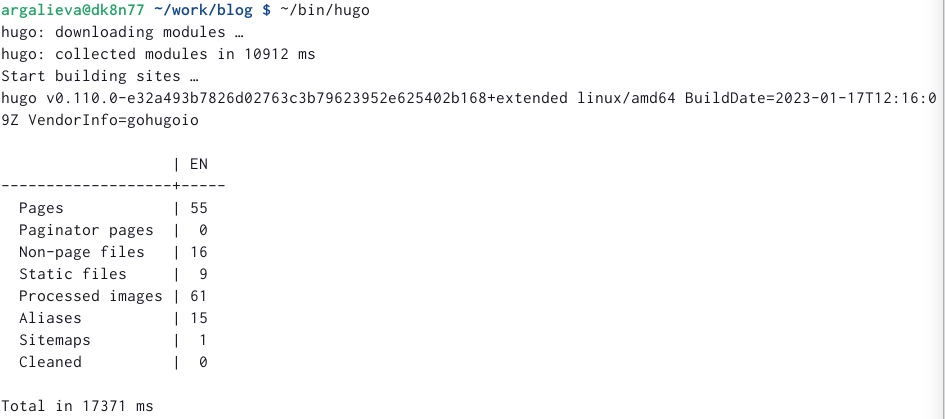 argalieva@dk8n77 ~/work/blog $ ~/bin/hugo
hugo: downloading modules …
hugo: collected modules in 10912 ms
Start building sites …
hugo v0.110.0-e32a493b7826d02763c3b79623952e625402b168+extended linux/amd64 BuildDate=2023-01-17T12:16:0
9Z VendorInfo=gohugoio

                   | EN
-------------------+-----
  Pages            | 55
  Paginator pages  |  0
  Non-page files   | 16
  Static files     |  9
  Processed images | 61
  Aliases          | 15
  Sitemaps         |  1
  Cleaned          |  0

Total in 17371 ms